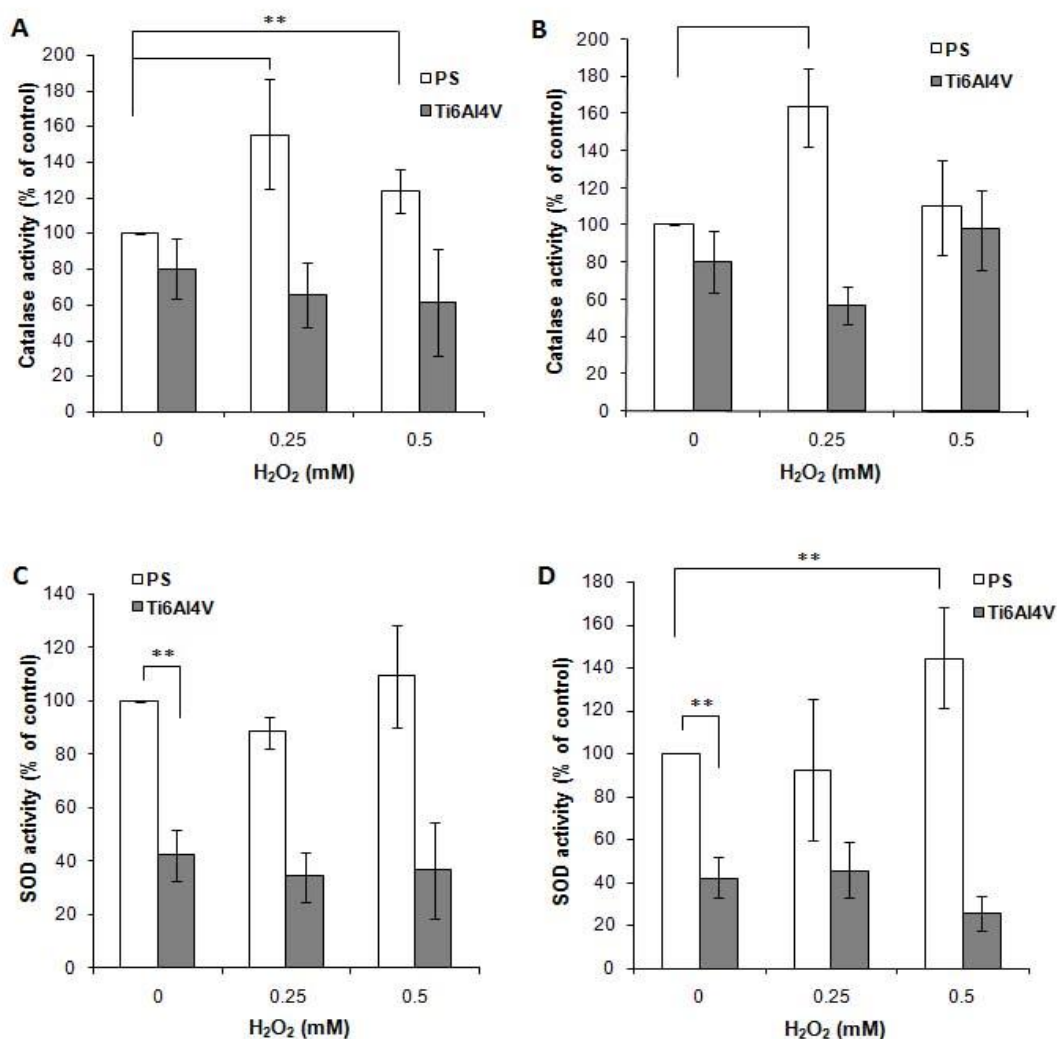 A
**
200
180
160
140
120
100
80
60
40
20
0
Catalase activity (% of control)
PS
Ti6Al4V
0 0.25 0.5
H₂O₂ (mM)
B
200
180
160
140
120
100
80
60
40
20
0
Catalase activity (% of control)
PS
Ti6Al4V
0 0.25 0.5
H₂O₂ (mM)
C
PS
Ti6Al4V
**
140
120
100
80
60
40
20
0
SOD activity (% of control)
0 0.25 0.5
H₂O₂ (mM)
D
**
PS
Ti6Al4V
**
180
160
140
120
100
80
60
40
20
0
SOD activity (% of control)
0 0.25 0.5
H₂O₂ (mM)